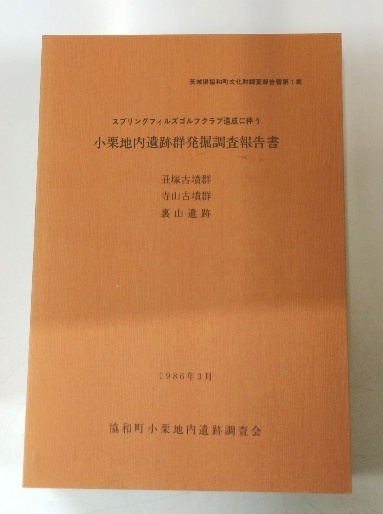 茨城県協和町文化財調査報告書第1集
スプリングフィルズゴルフクラブ造成に伴う
小栗地内遺跡群発掘調査報告書
丑塚古墳群
寺山古墳群
裏山遺跡
1986年3月
協和町小栗地内遺跡調査会